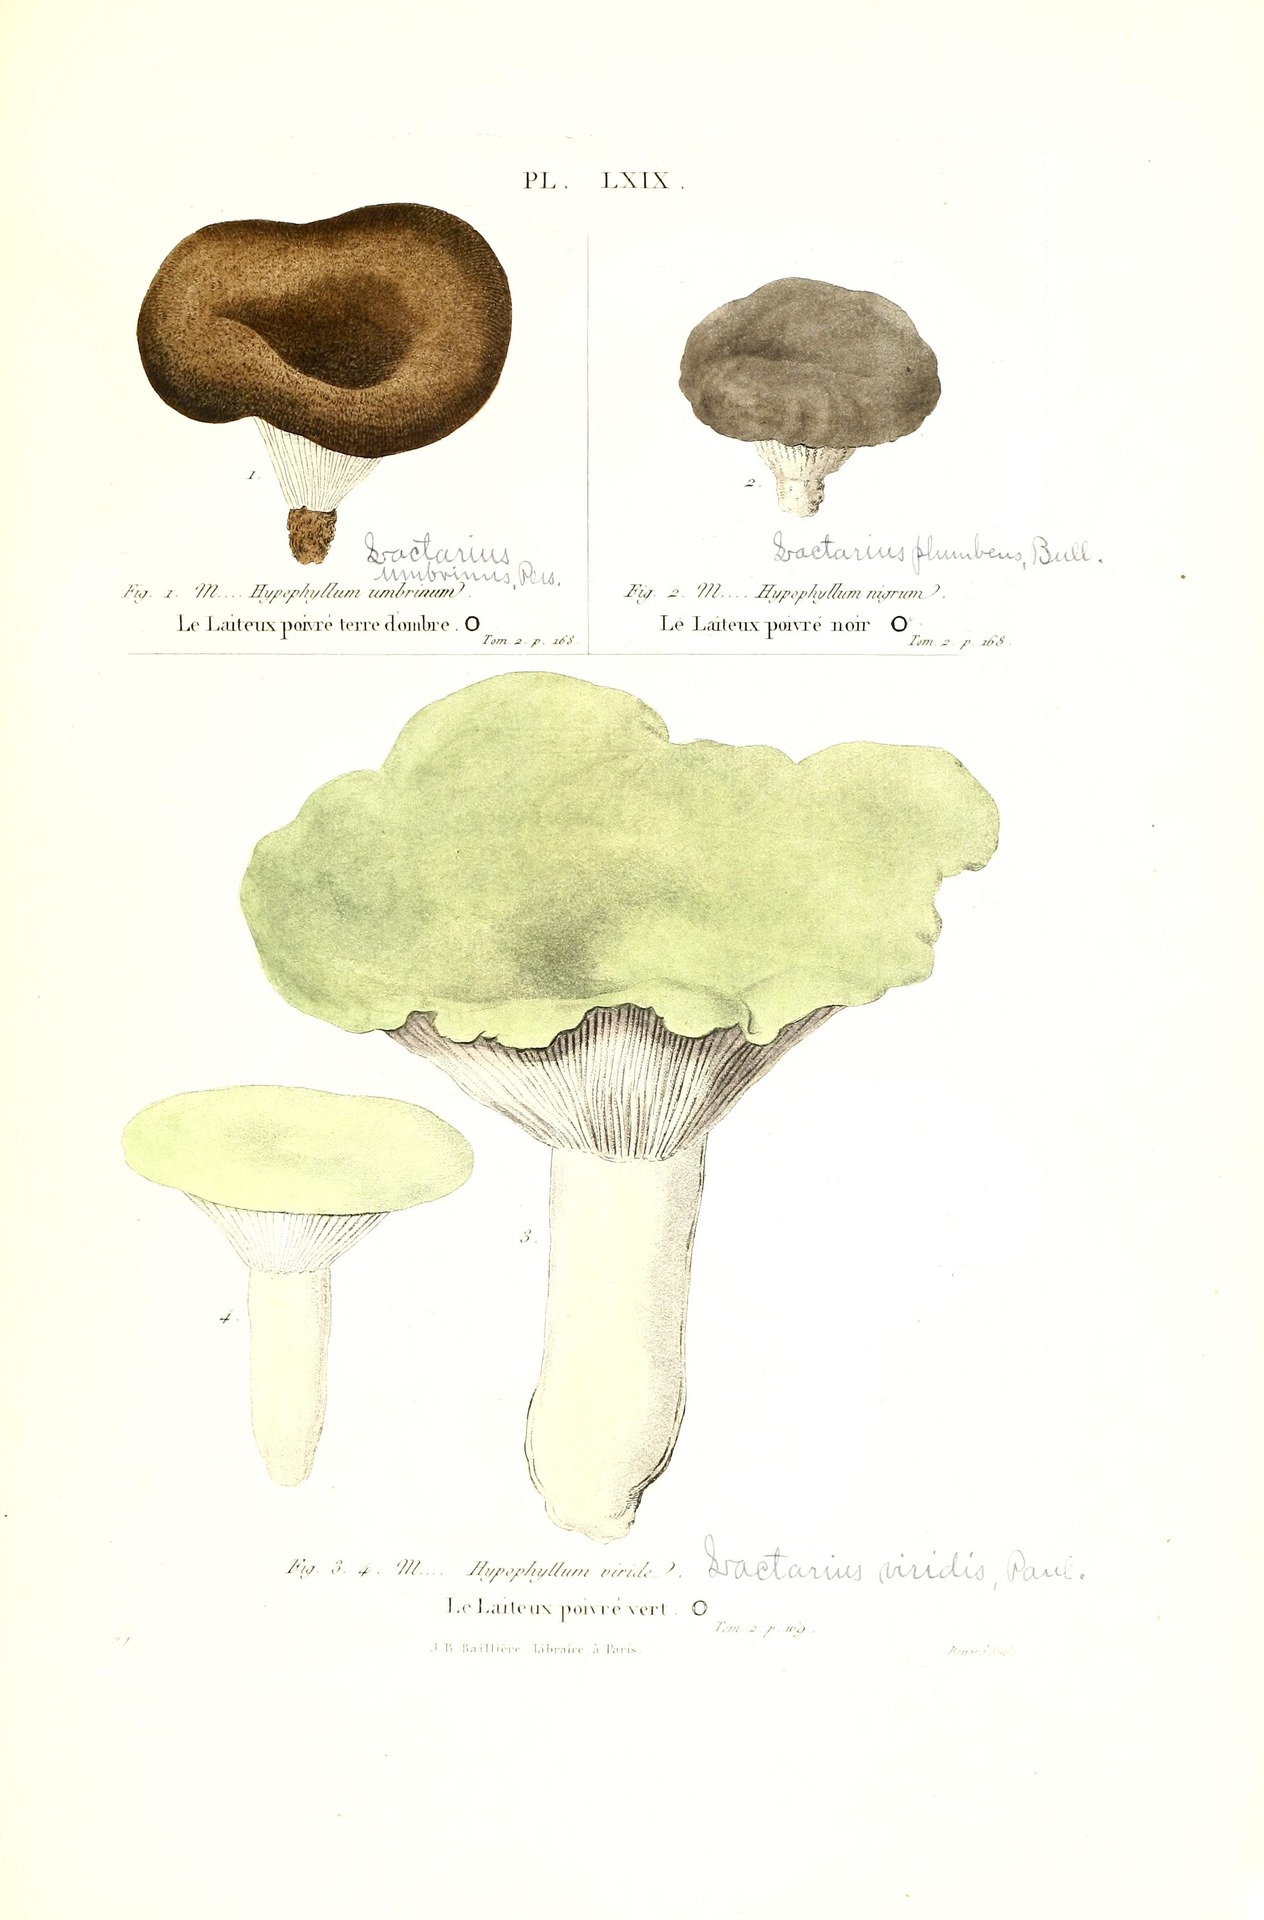 PL. LXIX.
1.
2.
Lactarius
umbrinus, Pers.
Lactarius plumbeus, Bull.
Fig. 1. M.... Hypophyllum umbrinum.
Le Laiteux poivré terre d'ombre. O
Tom. 2. p. 168.
Fig. 2. M.... Hypophyllum nigrum.
Le Laiteux poivré noir O
Tom. 2. p. 168.
3.
4.
Fig. 3. 4. M.... Hypophyllum viride.
Lactarius viridis, Paul.
Le Laiteux poivré vert. O
Tom. 2. p. 169.
J. B. Baillière Libraire à Paris